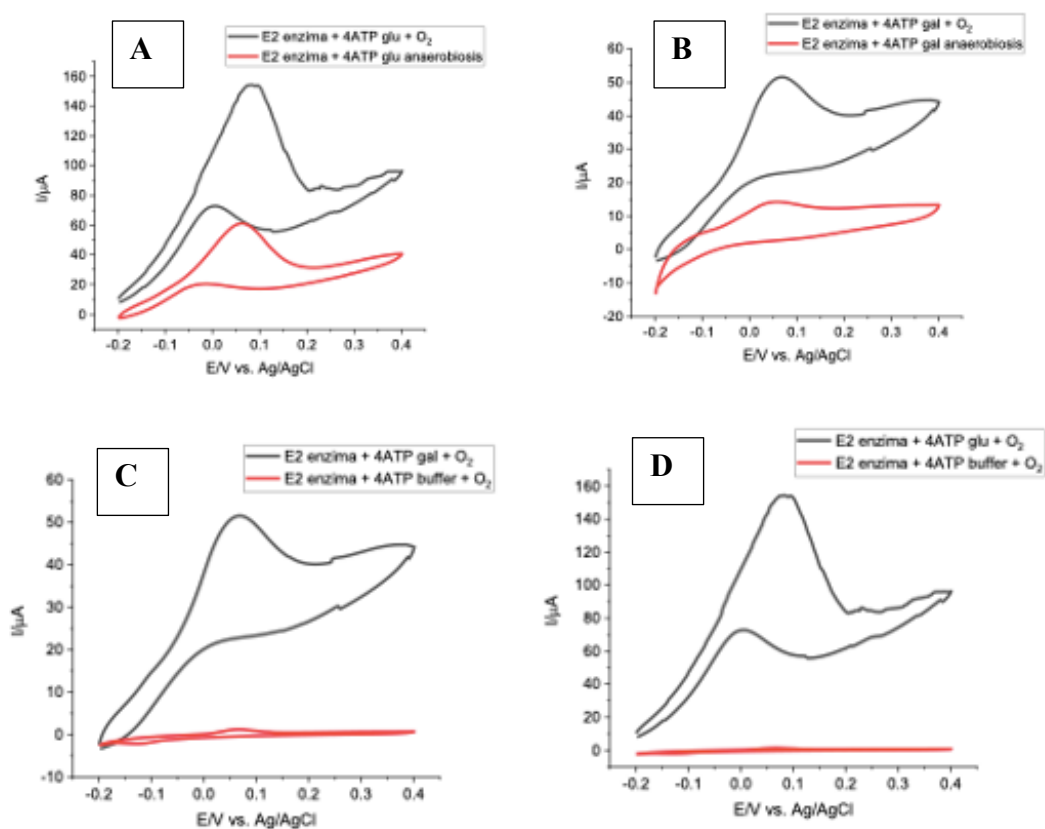 A
E2 enzima + 4ATP glu + O₂
E2 enzima + 4ATP glu anaerobiosis
160
140
120
100
80
60
40
20
0
I/µA
-0.2 -0.1 0.0 0.1 0.2 0.3 0.4
E/V vs. Ag/AgCl
B
E2 enzima + 4ATP gal + O₂
E2 enzima + 4ATP gal anaerobiosis
60
50
40
30
20
10
0
-10
-20
I/µA
-0.2 -0.1 0.0 0.1 0.2 0.3 0.4
E/V vs. Ag/AgCl
C
E2 enzima + 4ATP gal + O₂
E2 enzima + 4ATP buffer + O₂
60
50
40
30
20
10
0
-10
I/µA
-0.2 -0.1 0.0 0.1 0.2 0.3 0.4
E/V vs. Ag/AgCl
D
E2 enzima + 4ATP glu + O₂
E2 enzima + 4ATP buffer + O₂
160
140
120
100
80
60
40
20
0
I/µA
-0.2 -0.1 0.0 0.1 0.2 0.3 0.4
E/V vs. Ag/AgCl